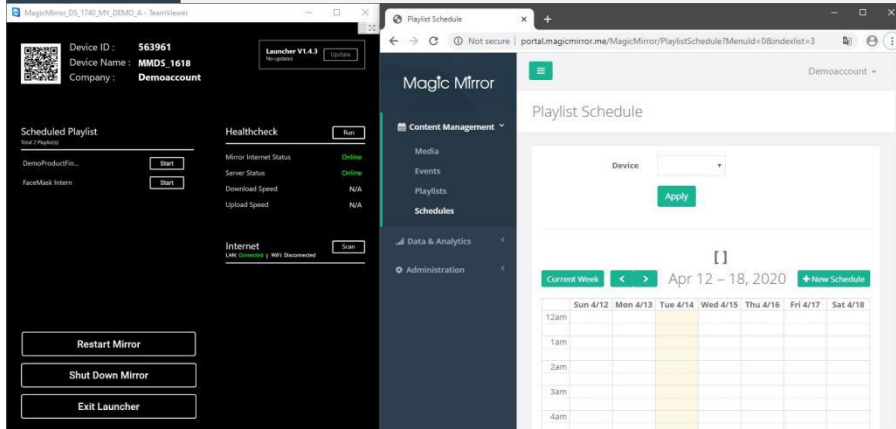 MagicMirror_DS_1740_MY_DEMO_A - TeamViewer
Device ID : 563961
Device Name : MMDS_1618
Company : Demoaccount
Launcher V1.4.3
No updates
Update
Scheduled Playlist
Total 2 Playlist(s)
DemoProductFin...
Start
FaceMask Intern
Start
Healthcheck
Run
Mirror Internet Status Online
Server Status Online
Download Speed N/A
Upload Speed N/A
Internet
Scan
LAN: Connected | WiFi: Disconnected
Restart Mirror
Shut Down Mirror
Exit Launcher
Playlist Schedule
Not secure | portal.magicmirror.me/MagicMirror/PlaylistSchedule?MenuId=0&indexlist=3
Magic Mirror
Content Management
Media
Events
Playlists
Schedules
Data & Analytics
Administration
Demoaccount
Playlist Schedule
Device
Apply
[ ]
Current Week < > Apr 12 – 18, 2020 + New Schedule
Sun 4/12 Mon 4/13 Tue 4/14 Wed 4/15 Thu 4/16 Fri 4/17 Sat 4/18
12am
1am
2am
3am
4am